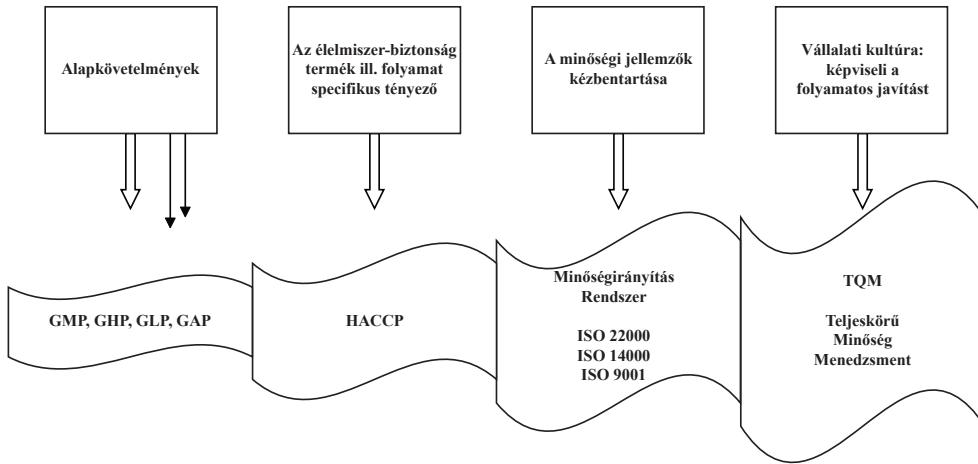 Alapkövetelmények
Az élelmiszer-biztonság
termék ill. folyamat
specifikus tényező
A minőségi jellemzők
kézbentartása
Vállalati kultúra:
képviseli a
folyamatos javítást
GMP, GHP, GLP, GAP
HACCP
Minőségirányítás
Rendszer
ISO 22000
ISO 14000
ISO 9001
TQM
Teljeskörű
Minőség
Menedzsment